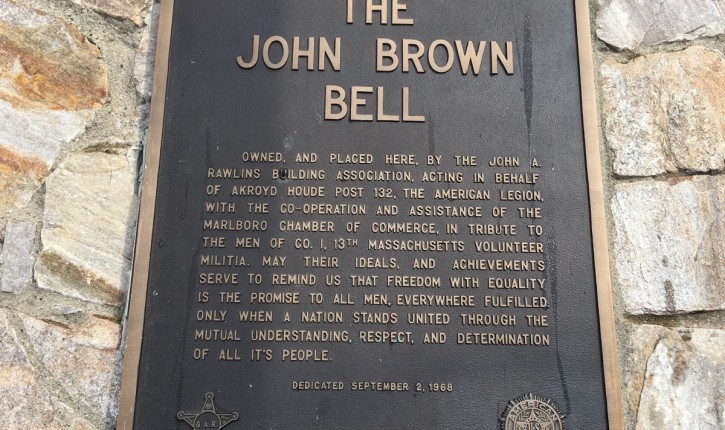 THE
JOHN BROWN
BELL
OWNED, AND PLACED HERE, BY THE JOHN A.
RAWLINS BUILDING ASSOCIATION, ACTING IN BEHALF
OF AKROYD HOUDE POST 132, THE AMERICAN LEGION,
WITH THE CO-OPERATION AND ASSISTANCE OF THE
MARLBORO CHAMBER OF COMMERCE, IN TRIBUTE TO
THE MEN OF CO. I, 13TH MASSACHUSETTS VOLUNTEER
MILITIA. MAY THEIR IDEALS, AND ACHIEVEMENTS
SERVE TO REMIND US THAT FREEDOM WITH EQUALITY
IS THE PROMISE TO ALL MEN, EVERYWHERE FULFILLED.
ONLY WHEN A NATION STANDS UNITED THROUGH THE
MUTUAL UNDERSTANDING, RESPECT, AND DETERMINATION
OF ALL IT'S PEOPLE.
DEDICATED SEPTEMBER 2, 1968
G.A.R.
AMERICAN
U S